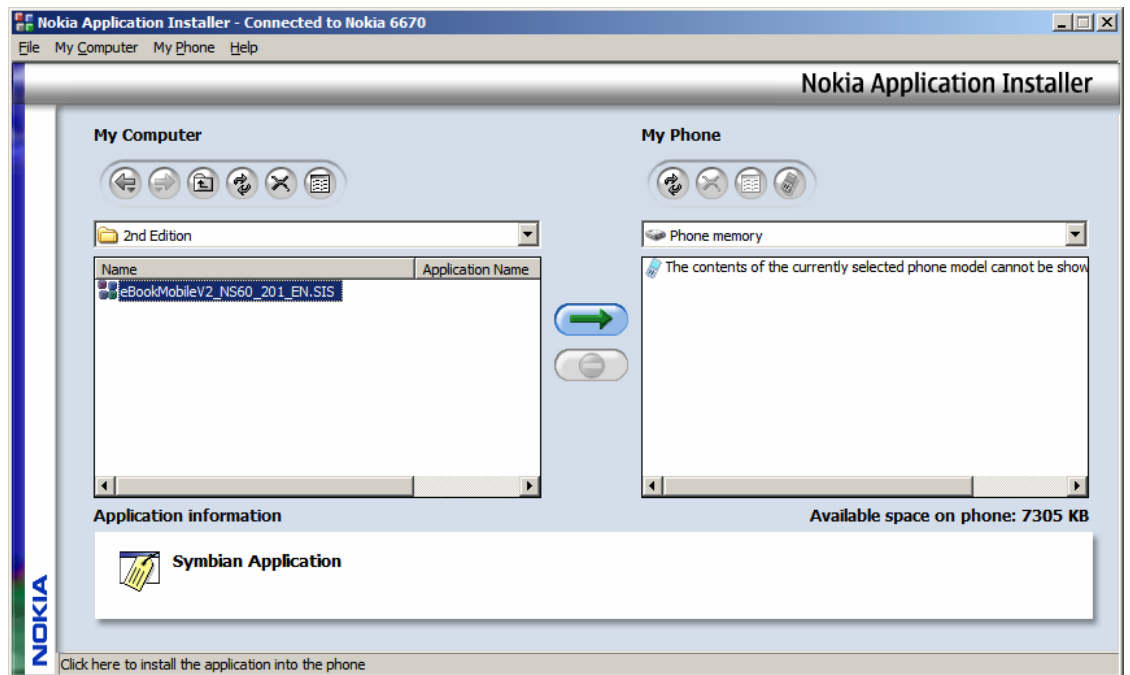 Nokia Application Installer - Connected to Nokia 6670
File My Computer My Phone Help
Nokia Application Installer
My Computer
My Phone
2nd Edition
Phone memory
Name Application Name
The contents of the currently selected phone model cannot be show
eBookMobileV2_NS60_201_EN.SIS
Application information
Available space on phone: 7305 KB
Symbian Application
NOKIA
Click here to install the application into the phone